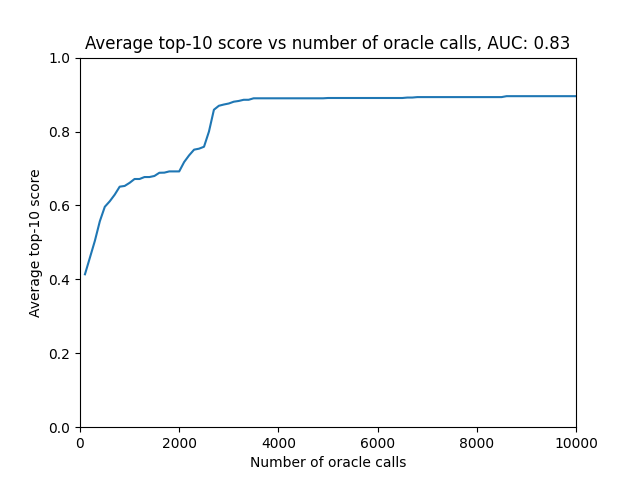 Average top-10 score vs number of oracle calls, AUC: 0.83
1.0
0.8
0.6
0.4
0.2
0.0
Average top-10 score
0 2000 4000 6000 8000 10000
Number of oracle calls